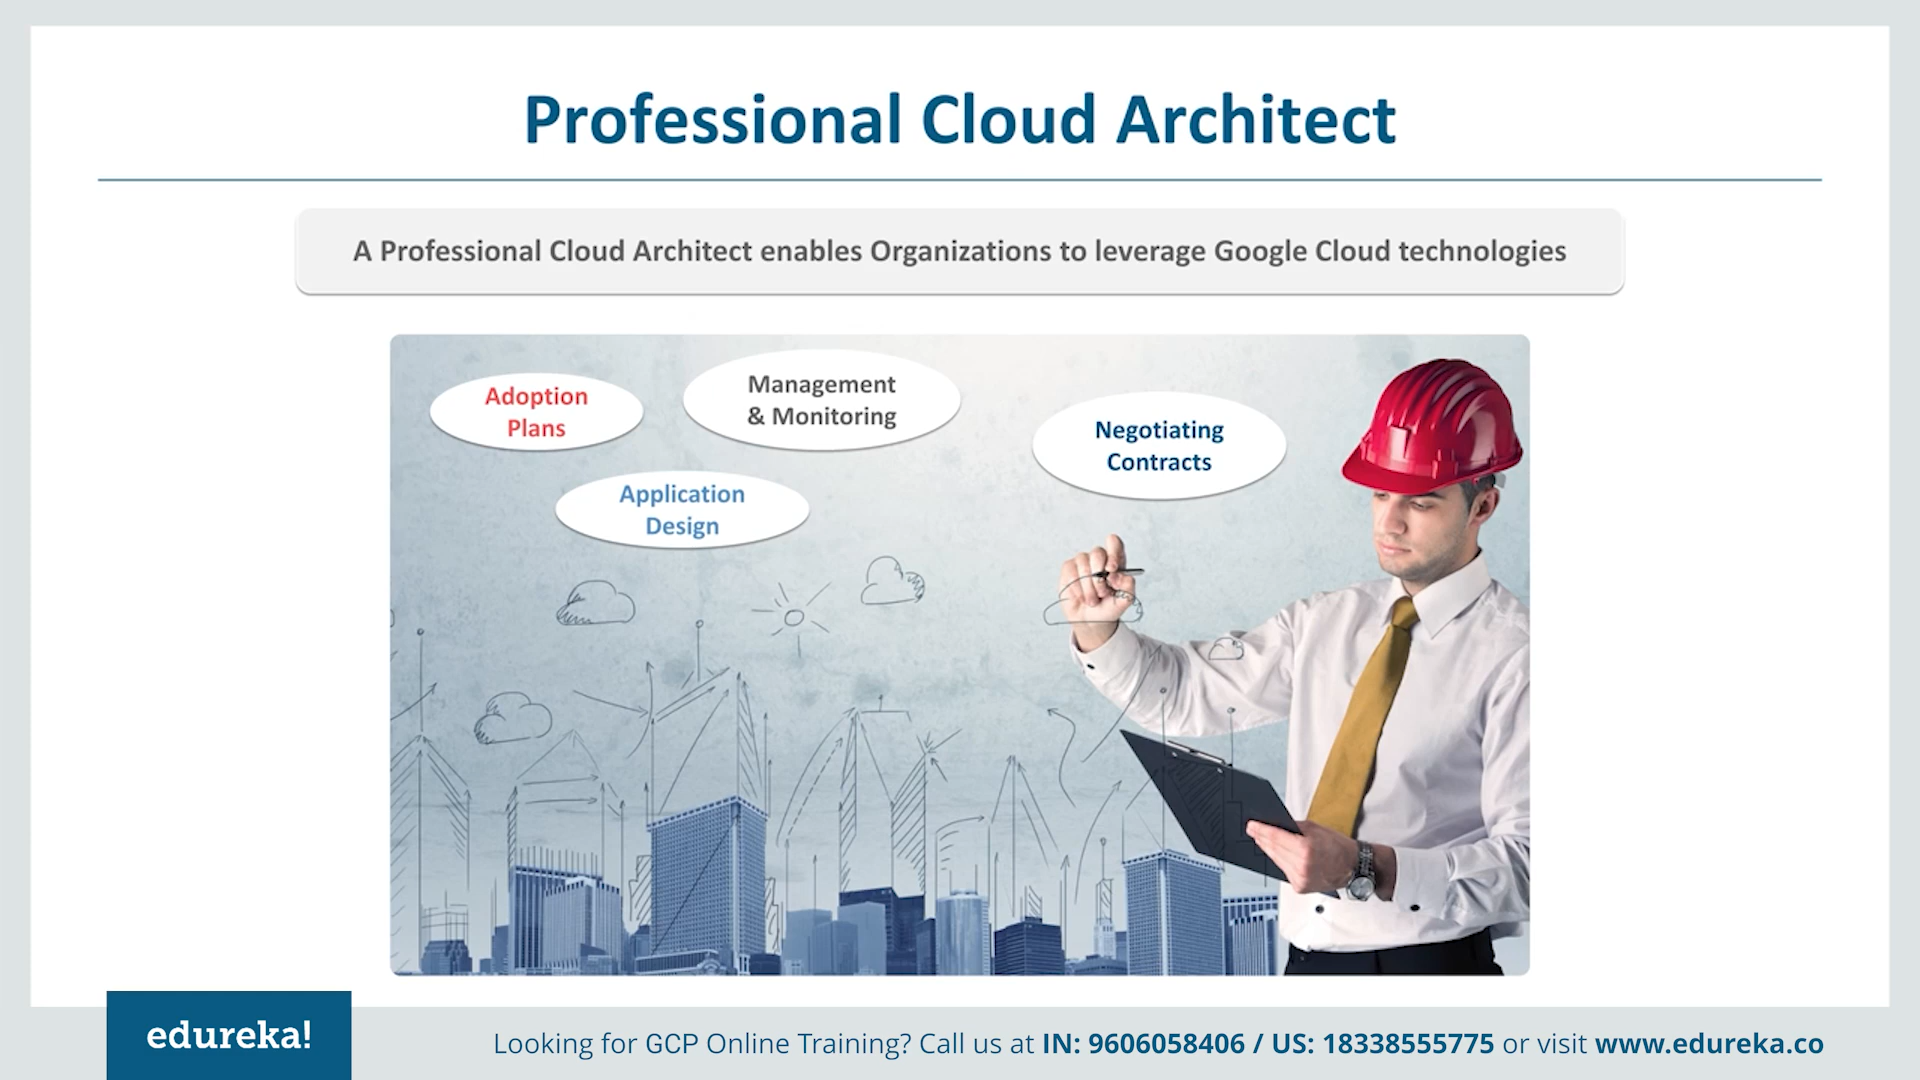 Professional Cloud Architect
A Professional Cloud Architect enables Organizations to leverage Google Cloud technologies
Adoption
Plans
Management
& Monitoring
Negotiating
Contracts
Application
Design
edureka!
Looking for GCP Online Training? Call us at IN: 9606058406 / US: 18338555775 or visit www.edureka.co